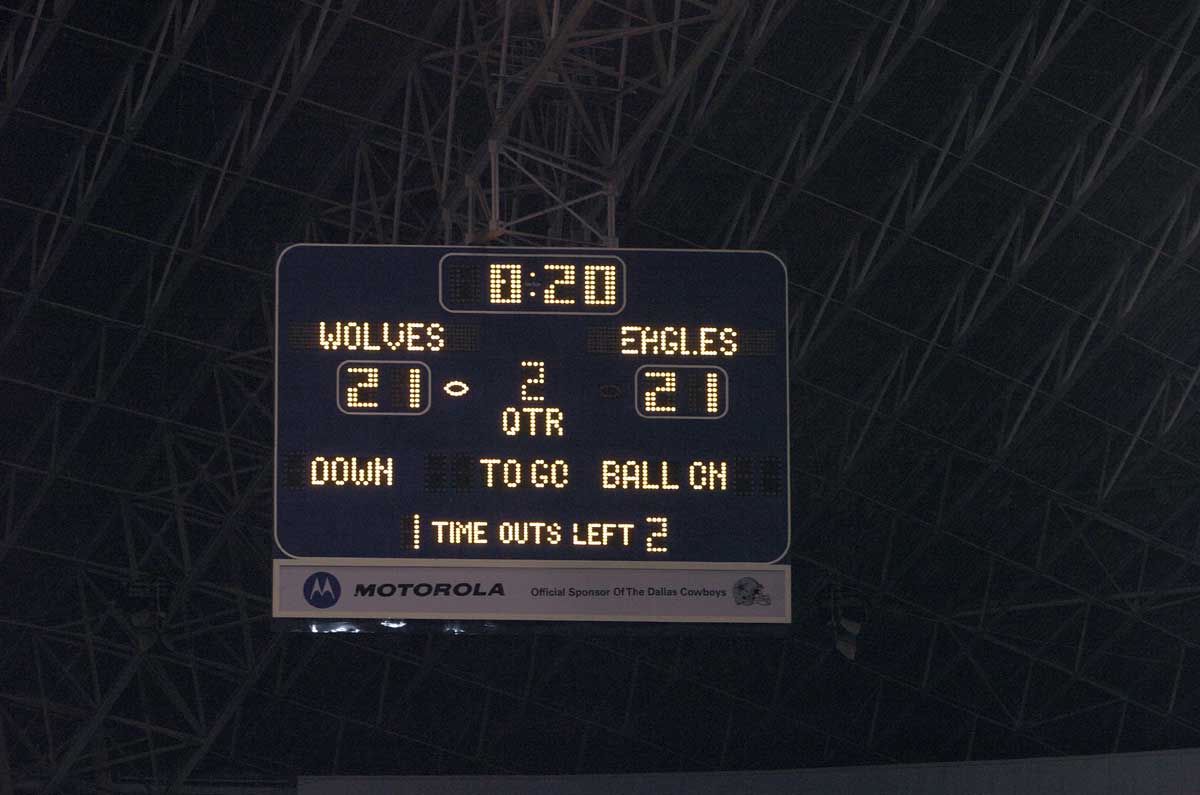 0:20
WOLVES EAGLES
21 2 21
QTR
DOWN TO GO BALL ON
1 TIME OUTS LEFT 2
MOTOROLA Official Sponsor Of The Dallas Cowboys